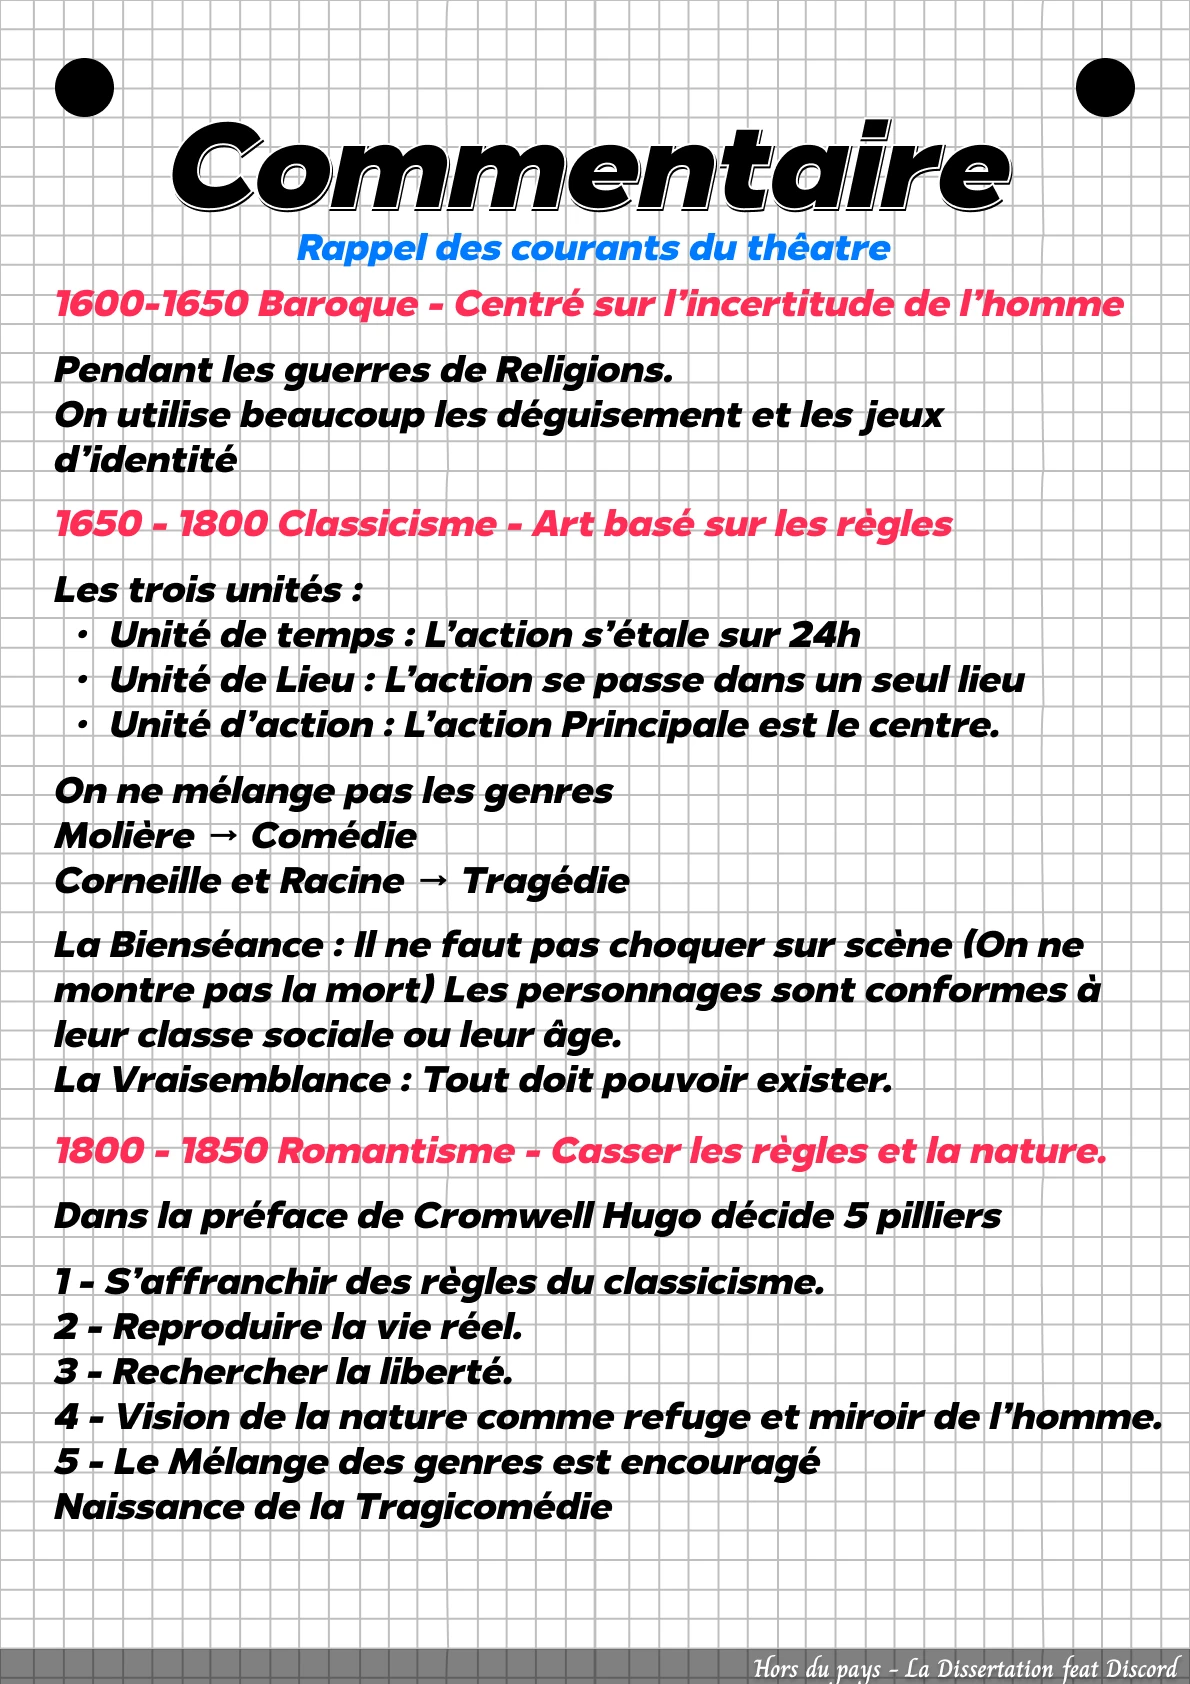 Commentaire
Rappel des courants du thêatre
1600-1650 Baroque - Centré sur l'incertitude de l'homme
Pendant les guerres de Religions.
On utilise beaucoup les déguisement et les jeux
d'identité
1650 - 1800 Classicisme - Art basé sur les règles
Les trois unités :
• Unité de temps : L'action s'étale sur 24h
• Unité de Lieu : L'action se passe dans un seul lieu
• Unité d'action : L'action Principale est le centre.
On ne mélange pas les genres
Molière → Comédie
Corneille et Racine → Tragédie
La Bienséance : Il ne faut pas choquer sur scène (On ne
montre pas la mort) Les personnages sont conformes à
leur classe sociale ou leur âge.
La Vraisemblance : Tout doit pouvoir exister.
1800 - 1850 Romantisme - Casser les règles et la nature.
Dans la préface de Cromwell Hugo décide 5 pilliers
1 - S'affranchir des règles du classicisme.
2 - Reproduire la vie réel.
3 - Rechercher la liberté.
4 - Vision de la nature comme refuge et miroir de l'homme.
5 - Le Mélange des genres est encouragé
Naissance de la Tragicomédie
Hors du pays - La Dissertation feat Discord